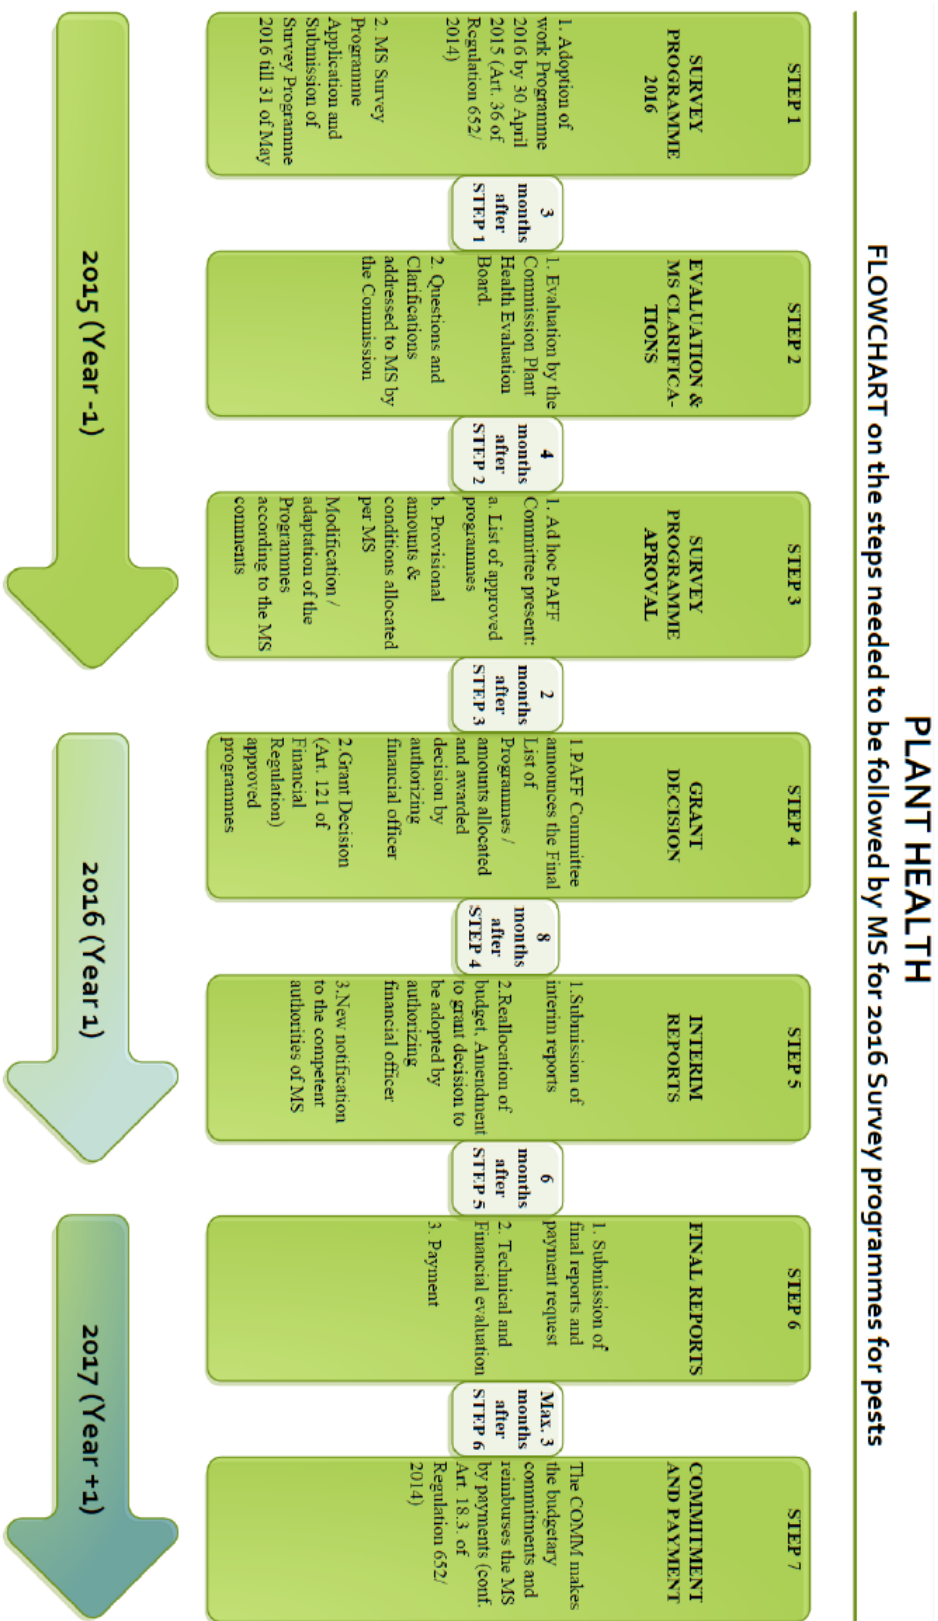 PLANT HEALTH
FLOWCHART on the steps needed to be followed by MS for 2016 Survey programmes for pests
STEP 1
SURVEY
PROGRAMME
2016
1. Adoption of
work Programme
2016 by 30 April
2015 (Art. 36 of
Regulation 652/
2014)
2. MS Survey
Programme
Application and
Submission of
Survey Programme
2016 till 31 of May
3
months
after
STEP 1
STEP 2
EVALUATION &
MS CLARIFICA-
TIONS
1. Evaluation by the
Commission Plant
Health Evaluation
Board.
2. Questions and
Clarifications
addressed to MS by
the Commission
4
months
after
STEP 2
STEP 3
SURVEY
PROGRAMME
APROVAL
1. Ad hoc PAFF
Committee present:
a. List of approved
programmes
b. Provisional
amounts &
conditions allocated
per MS
Modification /
adaptation of the
Programmes
according to the MS
comments
2
months
after
STEP 3
STEP 4
GRANT
DECISION
1.PAFF Committee
announces the Final
List of
Programmes /
amounts allocated
and awarded
decision by
authorizing
financial officer
2.Grant Decision
(Art. 121 of
Financial
Regulation)
approved
programmes
8
months
after
STEP 4
STEP 5
INTERIM
REPORTS
1.Submission of
interim reports
2.Reallocation of
budget, Amendment
to grant decision to
be adopted by
authorizing
financial officer
3.New notification
to the competent
authorities of MS
6
months
after
STEP 5
STEP 6
FINAL REPORTS
1. Submission of
final reports and
payment request
2. Technical and
Financial evaluation
3. Payment
Max. 3
months
after
STEP 6
STEP 7
COMMITMENT
AND PAYMENT
The COMM makes
the budgetary
commitments and
reimburses the MS
by payments (conf.
Art. 18.3. of
Regulation 652/
2014)
2015 (Year -1)
2016 (Year 1)
2017 (Year +1)